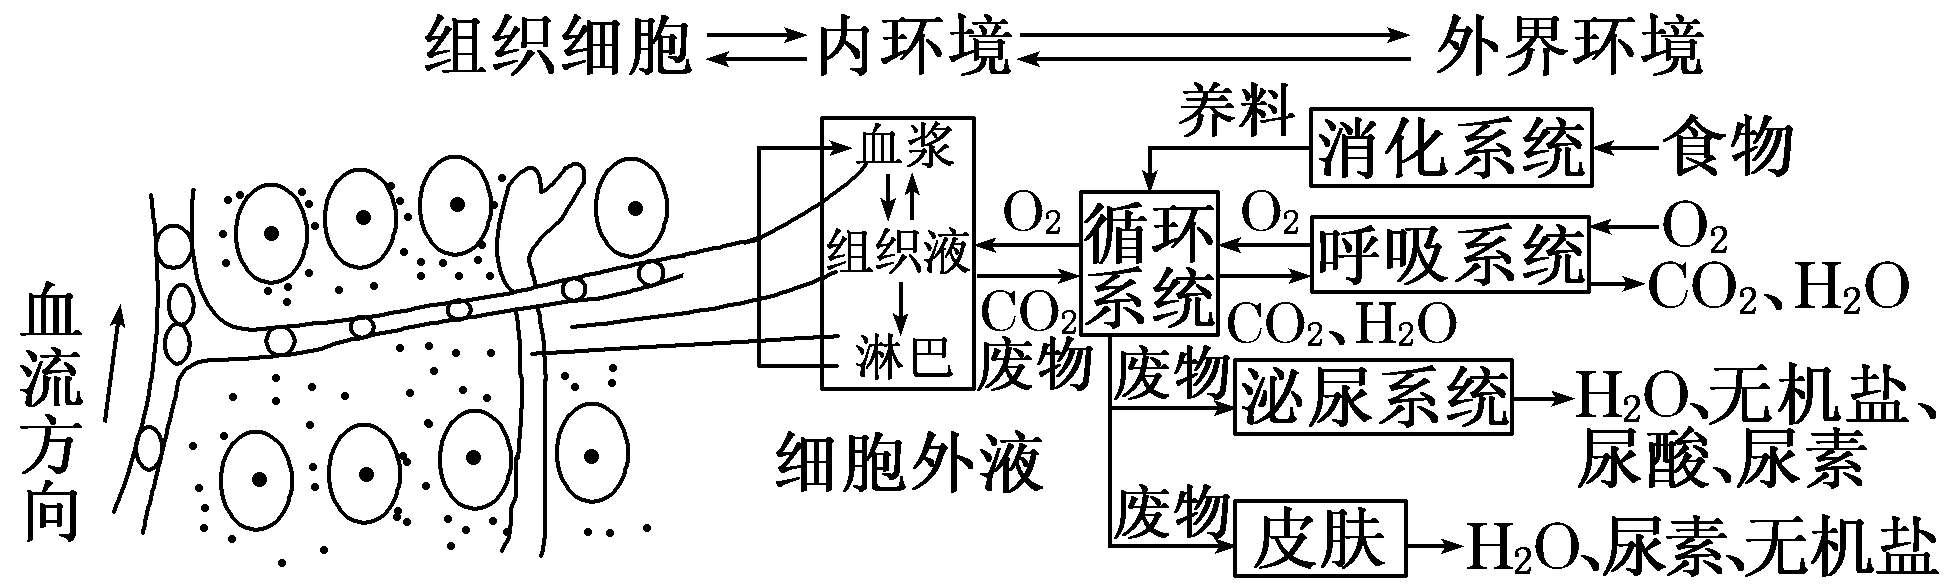 组织细胞 内环境 外界环境
养料
血浆 消化系统 食物
O₂ 循环系统 O₂ 呼吸系统 O₂
组织液
CO₂、H₂O
血流方向
CO₂ CO₂、H₂O
淋巴 废物 废物 泌尿系统 H₂O、无机盐、
尿酸、尿素
细胞外液
废物 皮肤 H₂O、尿素、无机盐